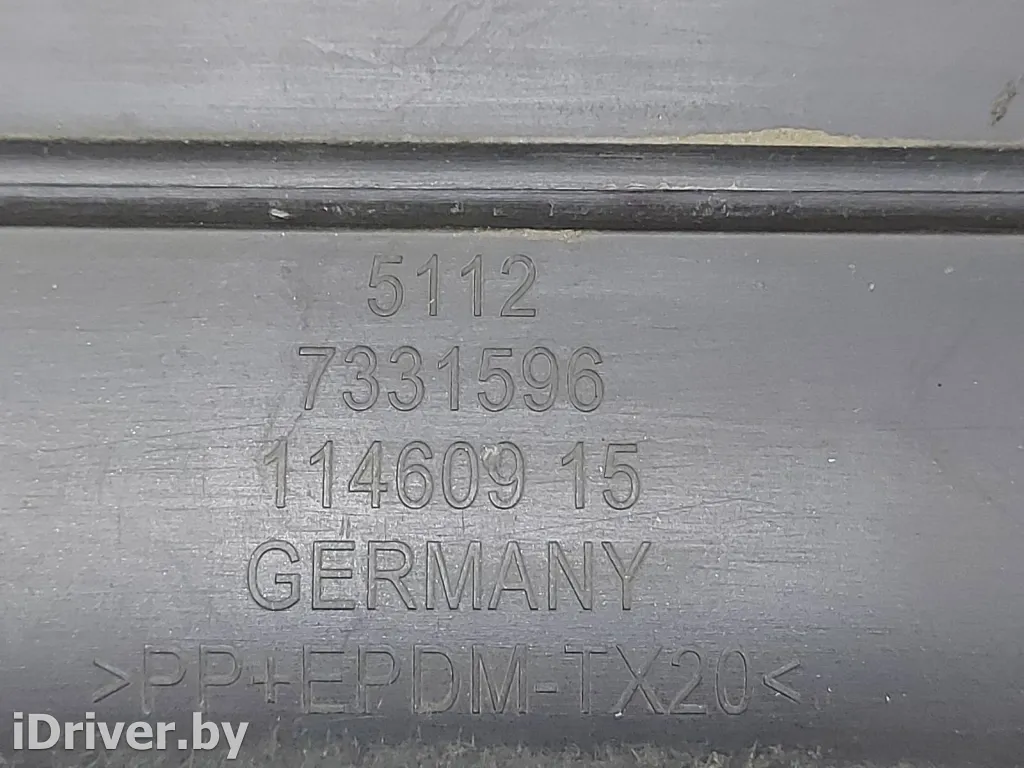 5112
7331596
114609 15
GERMANY
>PP+EPDM-TX20<
iDriver.by